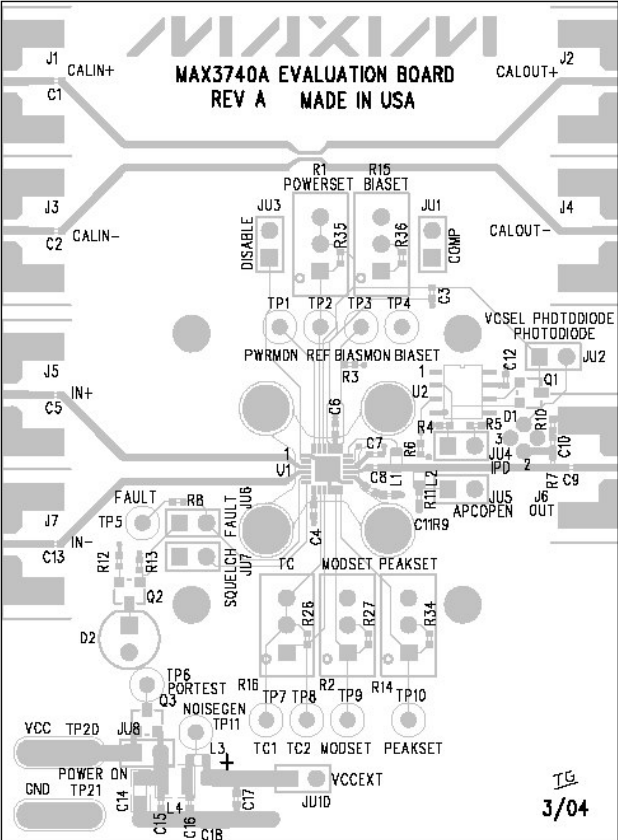 MAXIM
MAX3740A EVALUATION BOARD
REV A MADE IN USA
J1
CALIN+
C1
J2
CALOUT+
J3
CALIN-
C2
J4
CALOUT-
R1
POWERSET
R15
BIASET
JU3
DISABLE
R35
R36
JU1
COMP
C3
TP1
TP2
TP3
TP4
PWRMON
REF
BIASMON
BIASET
VCSEL PHOTODIODE
PHOTODIODE
JU2
J5
IN+
C5
R3
1
U2
C12
Q1
C6
R4
R5
D1
R10
3
2
C10
1
U1
C7
R6
JU4
IPD
R7
C9
C8
L1
L2
R11
JU5
APCOPEN
J6
OUT
C11
R9
C4
FAULT
R8
TP5
FAULT
JU6
J7
IN-
C13
SQUELCH
JU7
R12
R13
Q2
D2
TC
MODSET
PEAKSET
R26
R27
R34
R16
R2
R14
TP6
PORTEST
Q3
NOISEGEN
TP11
TP7
TP8
TP9
TP10
TC1
TC2
MODSET
PEAKSET
VCC
TP20
JU8
POWER ON
L3
+
VCCEXT
JU10
GND
TP21
C14
C15
L4
C16
C17
C18
TG
3/04